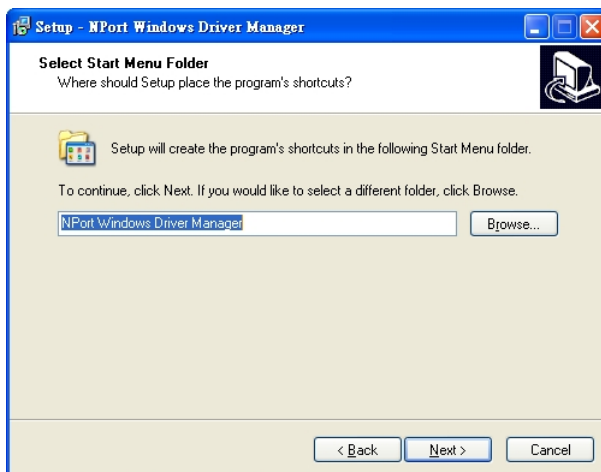 Setup - NPort Windows Driver Manager
Select Start Menu Folder
Where should Setup place the program's shortcuts?
Setup will create the program's shortcuts in the following Start Menu folder.
To continue, click Next. If you would like to select a different folder, click Browse.
NPort Windows Driver Manager
Browse...
< Back
Next >
Cancel